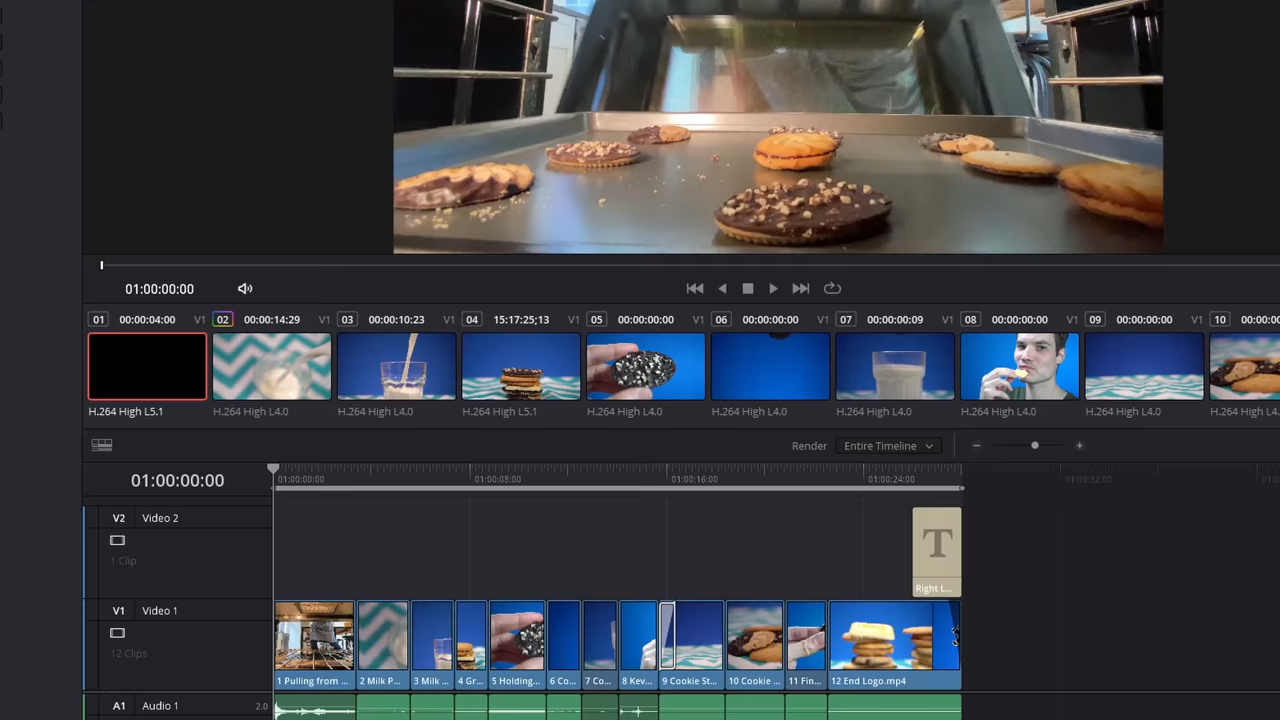 01:00:00:00
01 00:00:04:00 V1 02 00:00:14:29 V1 03 00:00:10:23 V1 04 15:17:25;13 V1 05 00:00:00:00 V1 06 00:00:00:00 V1 07 00:00:00:09 V1 08 00:00:00:00 V1 09 00:00:00:00 V1 10 00:00:0
H.264 High L5.1 H.264 High L4.0 H.264 High L4.0 H.264 High L5.1 H.264 High L4.0 H.264 High L4.0 H.264 High L4.0 H.264 High L4.0 H.264 High L4.0 H.264 High L4.
Render Entire Timeline
01:00:00:00 01:00:00:00 01:00:08:00 01:00:16:00 01:00:24:00 01:00:32:00
V2 Video 2
1 Clip
T
Right L...
V1 Video 1
12 Clips
1 Pulling from ... 2 Milk P... 3 Milk ... 4 Gr... 5 Holding... 6 Co... 7 Co... 8 Kev... 9 Cookie St... 10 Cookie ... 11 Fin... 12 End Logo.mp4
A1 Audio 1 2.0